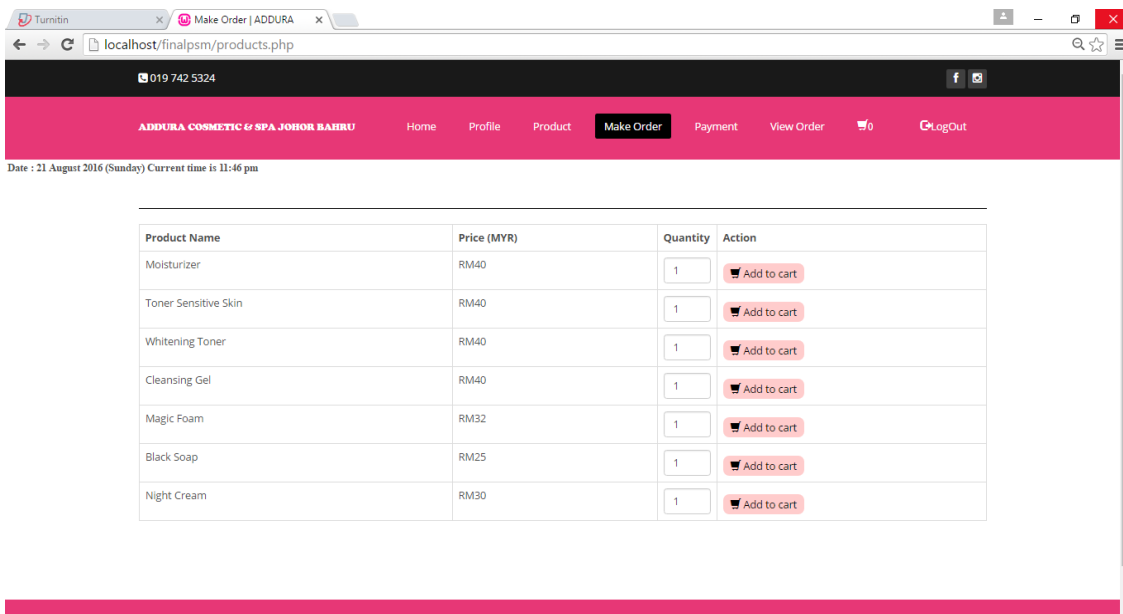 Turnitin
Make Order | ADDURA
localhost/finalpsm/products.php
019 742 5324
ADDURA COSMETIC & SPA JOHOR BAHRU Home Profile Product Make Order Payment View Order 0 LogOut
Date : 21 August 2016 (Sunday) Current time is 11:46 pm
Product Name Price (MYR) Quantity Action
Moisturizer RM40 1 Add to cart
Toner Sensitive Skin RM40 1 Add to cart
Whitening Toner RM40 1 Add to cart
Cleansing Gel RM40 1 Add to cart
Magic Foam RM32 1 Add to cart
Black Soap RM25 1 Add to cart
Night Cream RM30 1 Add to cart